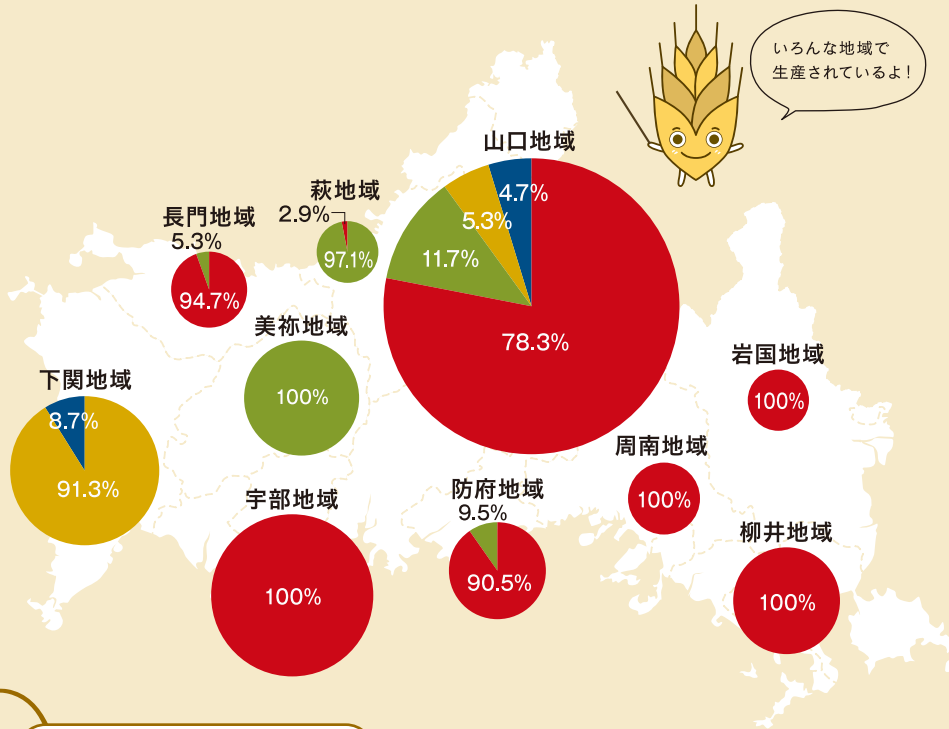 いろんな地域で
生産されているよ!
山口地域
4.7%
5.3%
11.7%
78.3%
萩地域
2.9%
97.1%
長門地域
5.3%
94.7%
美祢地域
100%
岩国地域
100%
下関地域
8.7%
91.3%
周南地域
100%
宇部地域
100%
防府地域
9.5%
90.5%
柳井地域
100%